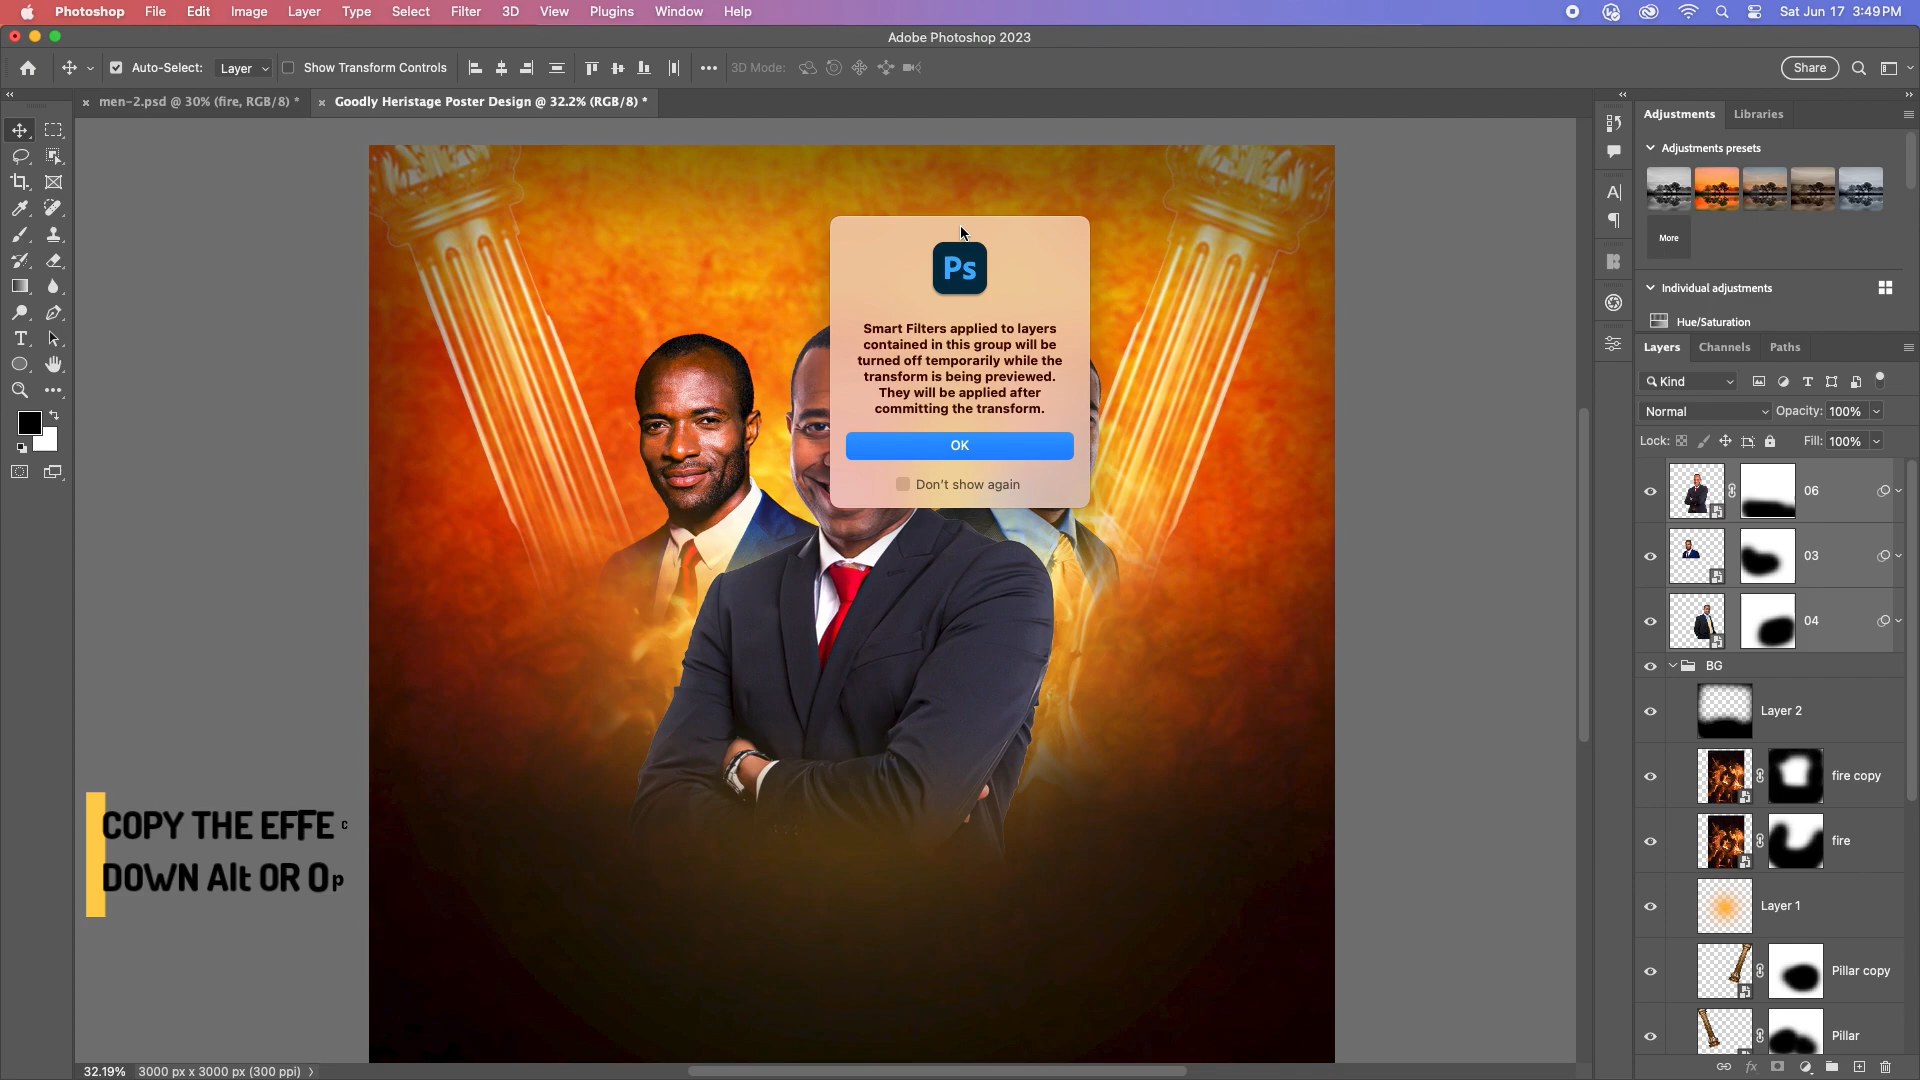 Photoshop File Edit Image Layer Type Select Filter 3D View Plugins Window Help Sat Jun 17 3:49PM
Adobe Photoshop 2023
Auto-Select: Layer Show Transform Controls 3D Mode: Share
men-2.psd @ 30% (fire, RGB/8) * Goodly Heristage Poster Design @ 32.2% (RGB/8) *
Adjustments Libraries
Adjustments presets
More
Individual adjustments
Hue/Saturation
Layers Channels Paths
Kind
Normal Opacity: 100%
Lock: Fill: 100%
06
03
04
BG
Layer 2
fire copy
fire
Layer 1
Pillar copy
Pillar
Ps
Smart Filters applied to layers
contained in this group will be
turned off temporarily while the
transform is being previewed.
They will be applied after
committing the transform.
OK
Don't show again
COPY THE EFFE c
DOWN Alt OR Op
32.19% 3000 px x 3000 px (300 ppi)